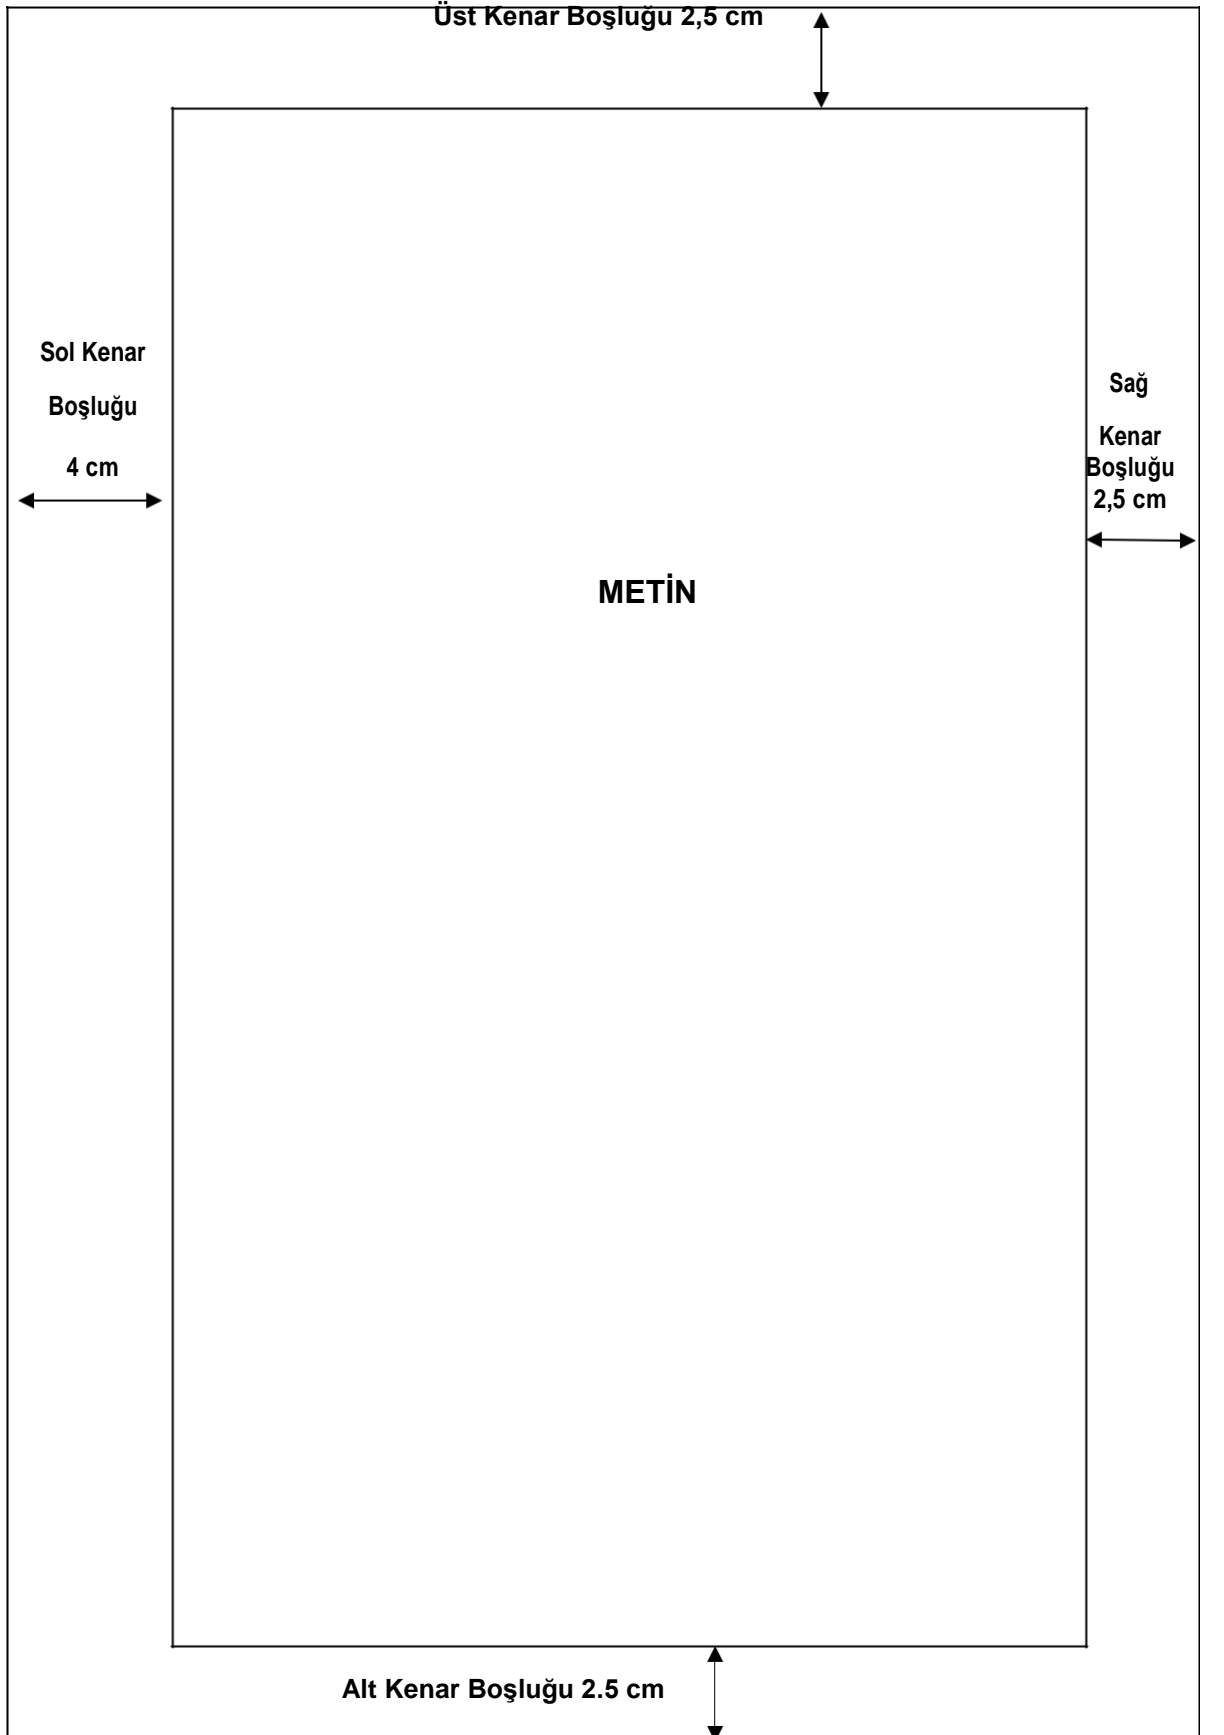 Üst Kenar Boşluğu 2,5 cm
Sol Kenar
Boşluğu
4 cm
Sağ
Kenar
Boşluğu
2,5 cm
METİN
Alt Kenar Boşluğu 2.5 cm